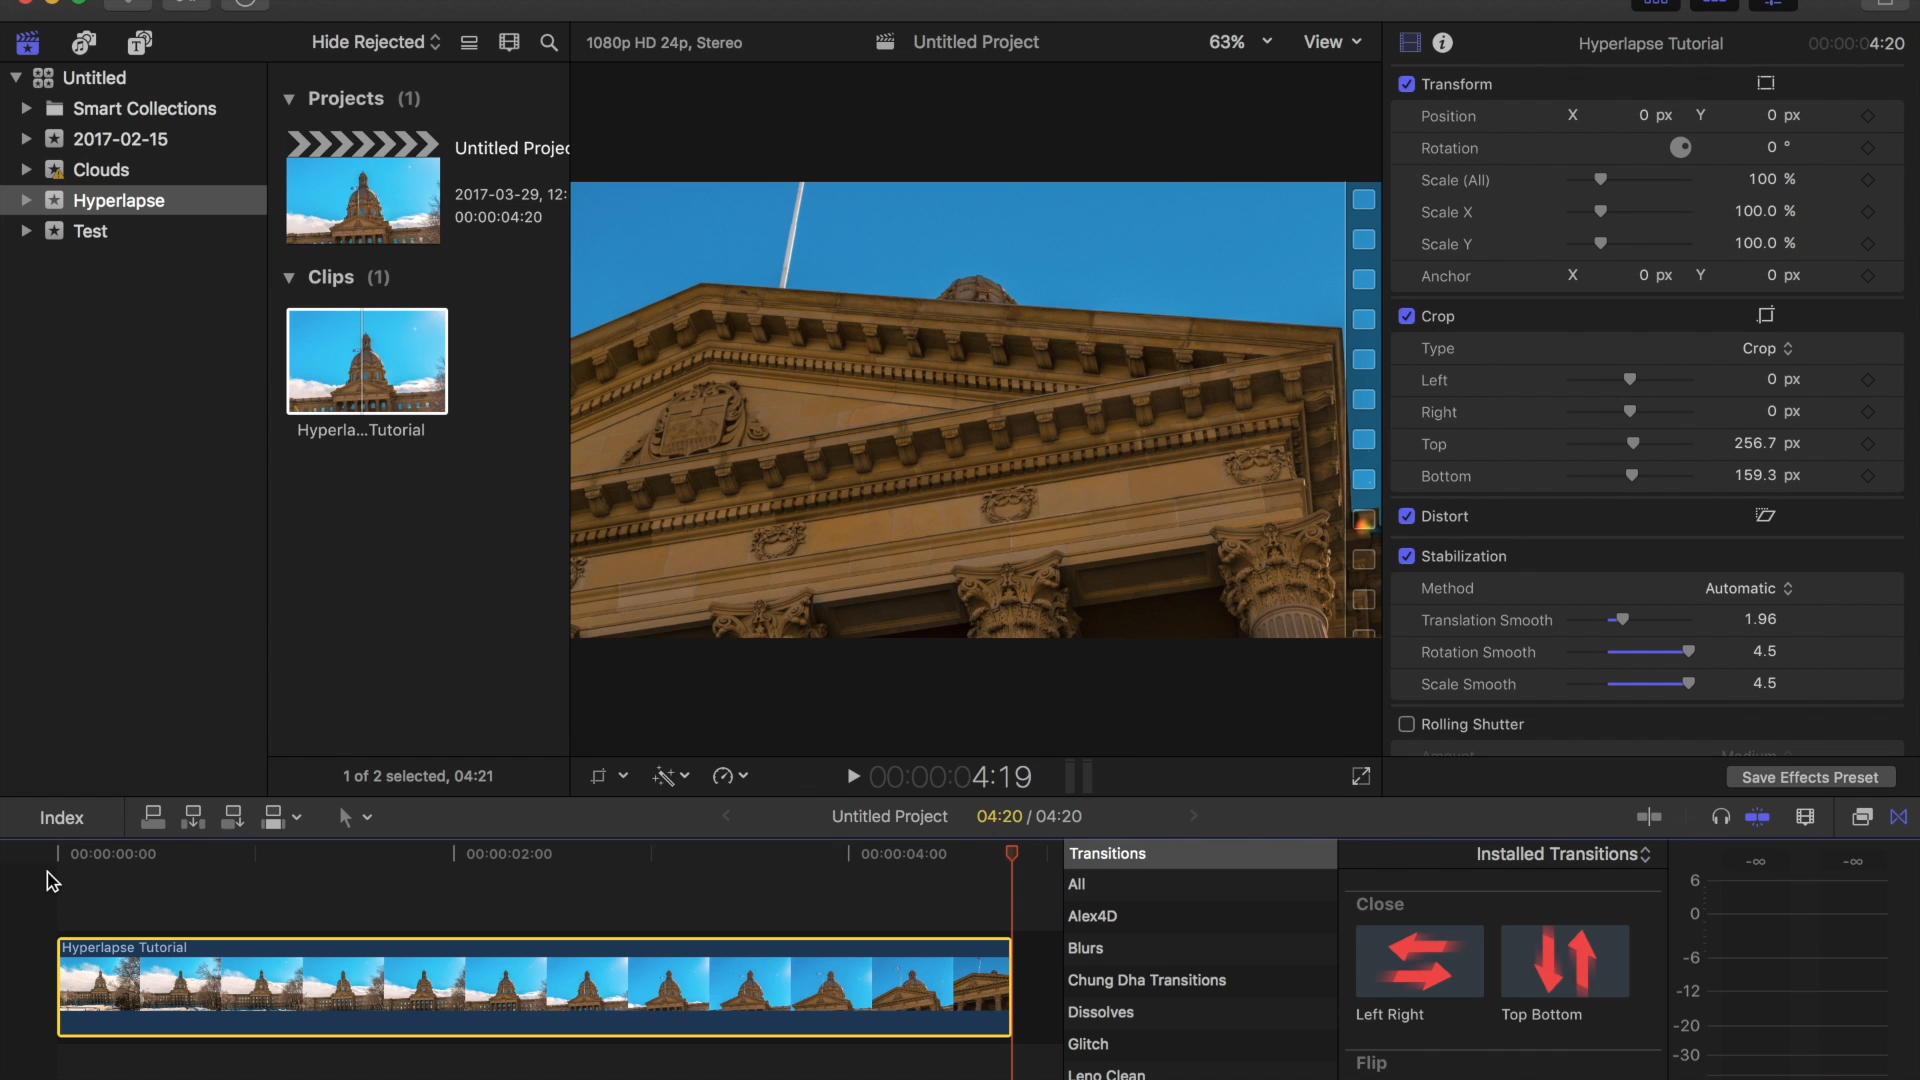 Hide Rejected
1080p HD 24p, Stereo
Untitled Project
63%
View
Hyperlapse Tutorial
00:00:04:20
Untitled
Smart Collections
2017-02-15
Clouds
Hyperlapse
Test
Projects (1)
Untitled Projec
2017-03-29, 12:
00:00:04:20
Clips (1)
Hyperla...Tutorial
1 of 2 selected, 04:21
00:00:04:19
Transform
Position X 0 px Y 0 px
Rotation 0 °
Scale (All) 100 %
Scale X 100.0 %
Scale Y 100.0 %
Anchor X 0 px Y 0 px
Crop
Type Crop
Left 0 px
Right 0 px
Top 256.7 px
Bottom 159.3 px
Distort
Stabilization
Method Automatic
Translation Smooth 1.96
Rotation Smooth 4.5
Scale Smooth 4.5
Rolling Shutter
Amount Medium
Save Effects Preset
Index
Untitled Project 04:20 / 04:20
00:00:00:00
00:00:02:00
00:00:04:00
Hyperlapse Tutorial
Transitions
All
Alex4D
Blurs
Chung Dha Transitions
Dissolves
Glitch
Leno Clean
Installed Transitions
Close
Left Right
Top Bottom
Flip
-∞ -∞
6
0
-6
-12
-20
-30